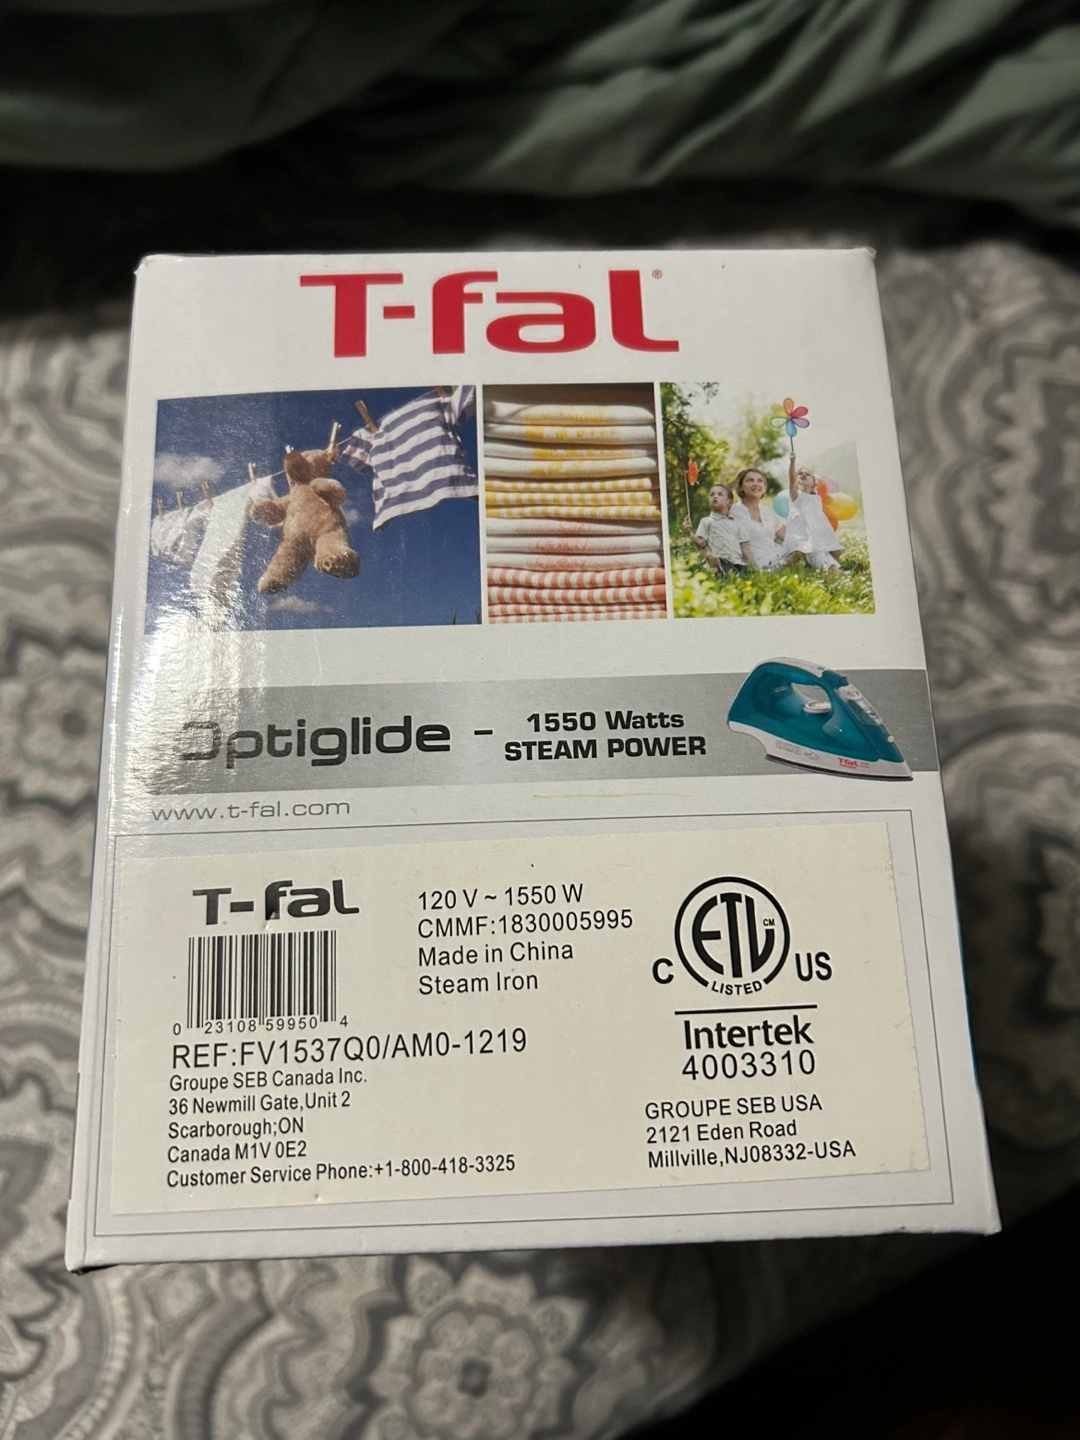 T-fal®
Optiglide - 1550 Watts
STEAM POWER
www.t-fal.com
T-fal
0 23108 59950 4
120 V ~ 1550 W
CMMF:1830005995
Made in China
Steam Iron
REF:FV1537Q0/AM0-1219
Groupe SEB Canada Inc.
36 Newmill Gate,Unit 2
Scarborough;ON
Canada M1V 0E2
Customer Service Phone:+1-800-418-3325
ETL CM
LISTED
C US
Intertek
4003310
GROUPE SEB USA
2121 Eden Road
Millville,NJ08332-USA